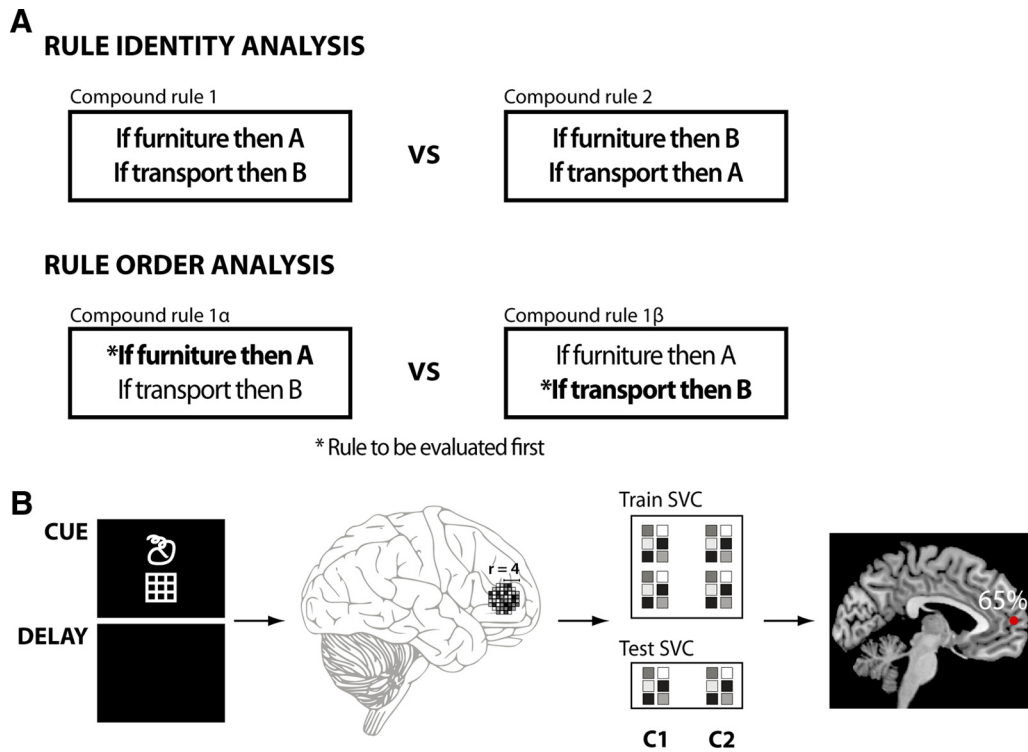 A
RULE IDENTITY ANALYSIS
Compound rule 1
If furniture then A
If transport then B
VS
Compound rule 2
If furniture then B
If transport then A
RULE ORDER ANALYSIS
Compound rule 1α
*If furniture then A
If transport then B
VS
Compound rule 1β
If furniture then A
*If transport then B
* Rule to be evaluated first
B
CUE
DELAY
r = 4
Train SVC
Test SVC
C1 C2
65%